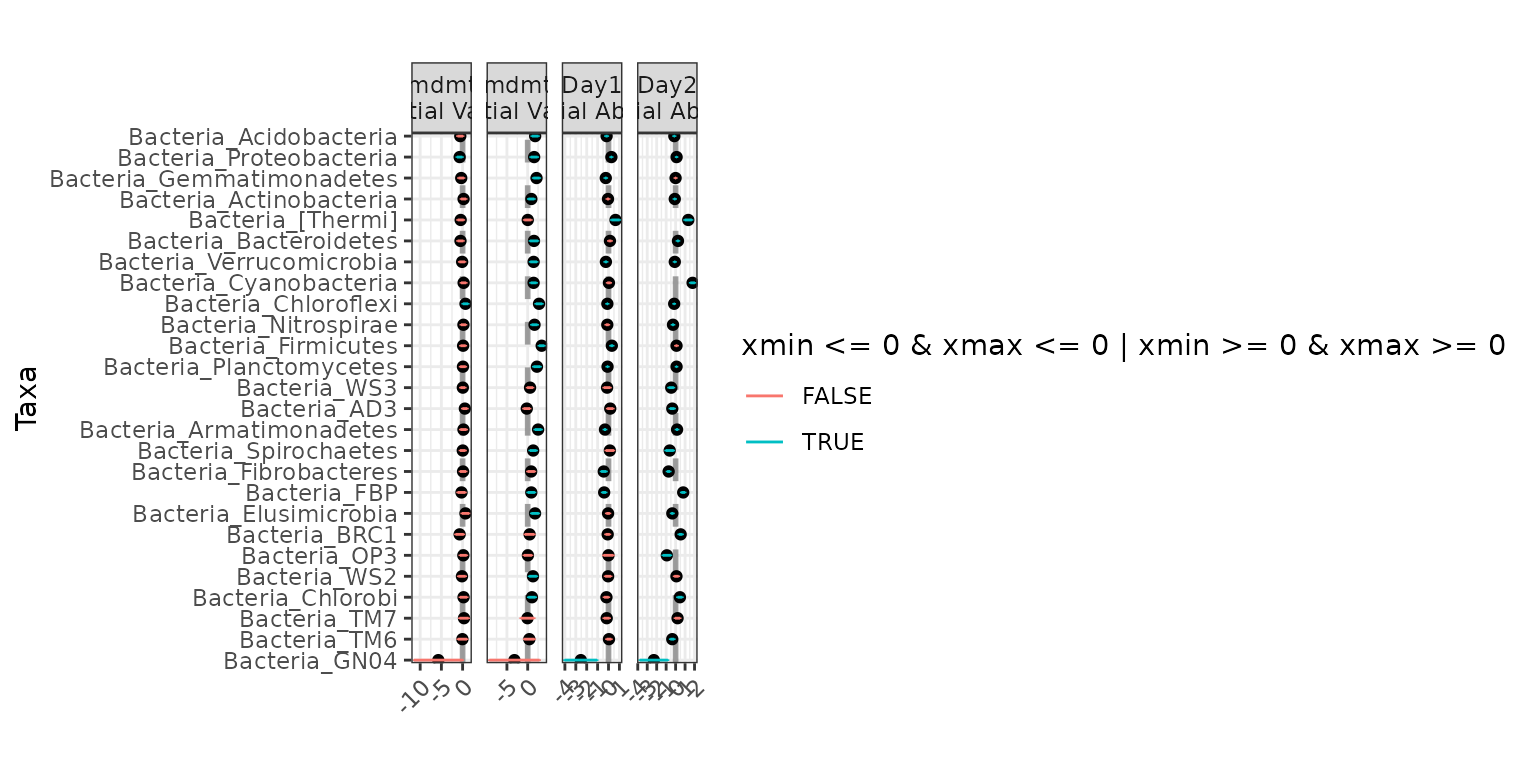 mdmt
tial Va
mdmt
tial Va
Day1
ial Ab
Day2
ial Ab
Taxa
Bacteria_Acidobacteria
Bacteria_Proteobacteria
Bacteria_Gemmatimonadetes
Bacteria_Actinobacteria
Bacteria_[Thermi]
Bacteria_Bacteroidetes
Bacteria_Verrucomicrobia
Bacteria_Cyanobacteria
Bacteria_Chloroflexi
Bacteria_Nitrospirae
Bacteria_Firmicutes
Bacteria_Planctomycetes
Bacteria_WS3
Bacteria_AD3
Bacteria_Armatimonadetes
Bacteria_Spirochaetes
Bacteria_Fibrobacteres
Bacteria_FBP
Bacteria_Elusimicrobia
Bacteria_BRC1
Bacteria_OP3
Bacteria_WS2
Bacteria_Chlorobi
Bacteria_TM7
Bacteria_TM6
Bacteria_GN04
-10 -5 0
-5 0
-4 -3 -2 -1 0 1
-4 -3 -2 -1 0 1 2
xmin <= 0 & xmax <= 0 | xmin >= 0 & xmax >= 0
FALSE
TRUE